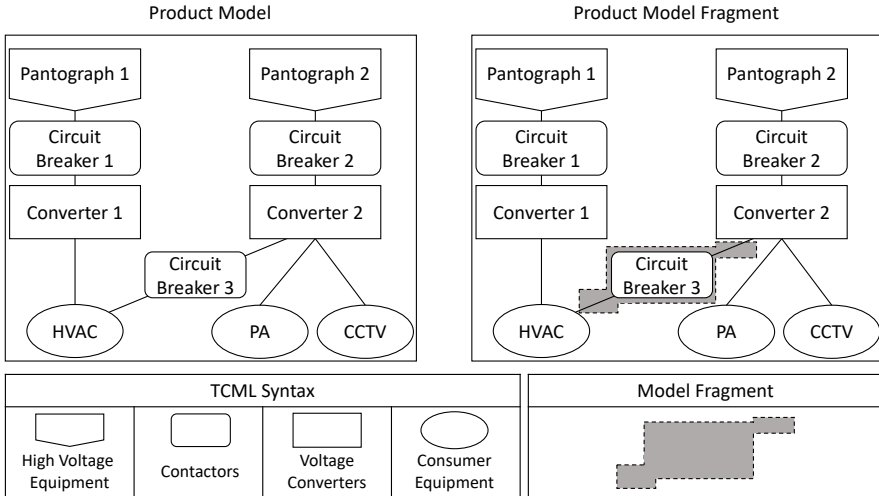 Product Model
Pantograph 1
Pantograph 2
Circuit
Breaker 1
Circuit
Breaker 2
Converter 1
Converter 2
Circuit
Breaker 3
HVAC
PA
CCTV
Product Model Fragment
Pantograph 1
Pantograph 2
Circuit
Breaker 1
Circuit
Breaker 2
Converter 1
Converter 2
Circuit
Breaker 3
HVAC
PA
CCTV
TCML Syntax
High Voltage
Equipment
Contactors
Voltage
Converters
Consumer
Equipment
Model Fragment